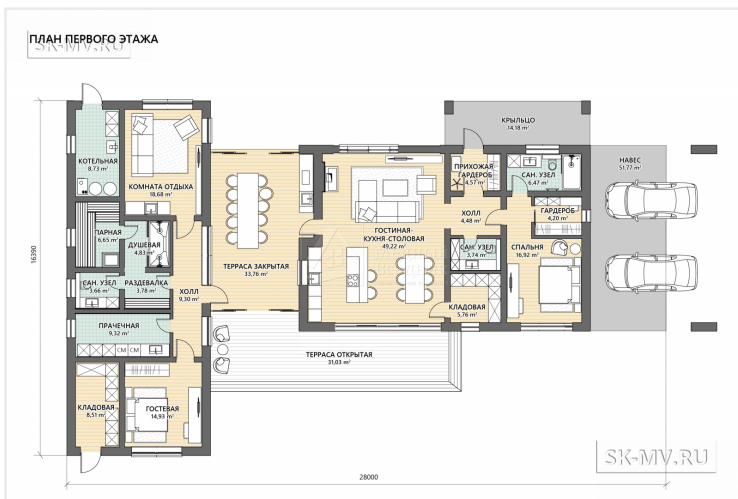 ПЛАН ПЕРВОГО ЭТАЖА
SK-MV.RU
КРЫЛЬЦО
14,18 м²
КОТЕЛЬНАЯ
8,73 м²
КОМНАТА ОТДЫХА
18,68 м²
ПРИХОЖАЯ
ГАРДЕРОБ
4,57 м²
САН. УЗЕЛ
6,47 м²
НАВЕС
51,77 м²
ПАРНАЯ
6,65 м²
ДУШЕВАЯ
4,83 м²
ХОЛЛ
4,48 м²
ГАРДЕРОБ
4,20 м²
ГОСТИНАЯ-
КУХНЯ-СТОЛОВАЯ
49,22 м²
САН. УЗЕЛ
3,74 м²
СПАЛЬНЯ
16,92 м²
16390
ТЕРРАСА ЗАКРЫТАЯ
33,76 м²
САН. УЗЕЛ
3,66 м²
РАЗДЕВАЛКА
3,78 м²
ХОЛЛ
9,30 м²
КЛАДОВАЯ
5,76 м²
ПРАЧЕЧНАЯ
9,32 м²
СМ СМ
ТЕРРАСА ОТКРЫТАЯ
31,03 м²
КЛАДОВАЯ
8,51 м²
ГОСТЕВАЯ
14,93 м²
SK-MV.RU
28000